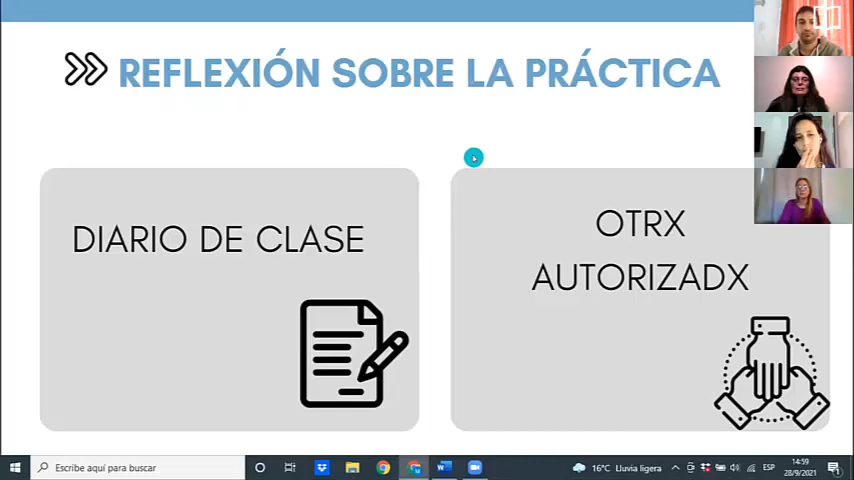 REFLEXIÓN SOBRE LA PRÁCTICA
DIARIO DE CLASE
OTRX
AUTORIZADX
Escribe aquí para buscar
16°C Lluvia ligera
ESP
14:59
28/9/2021